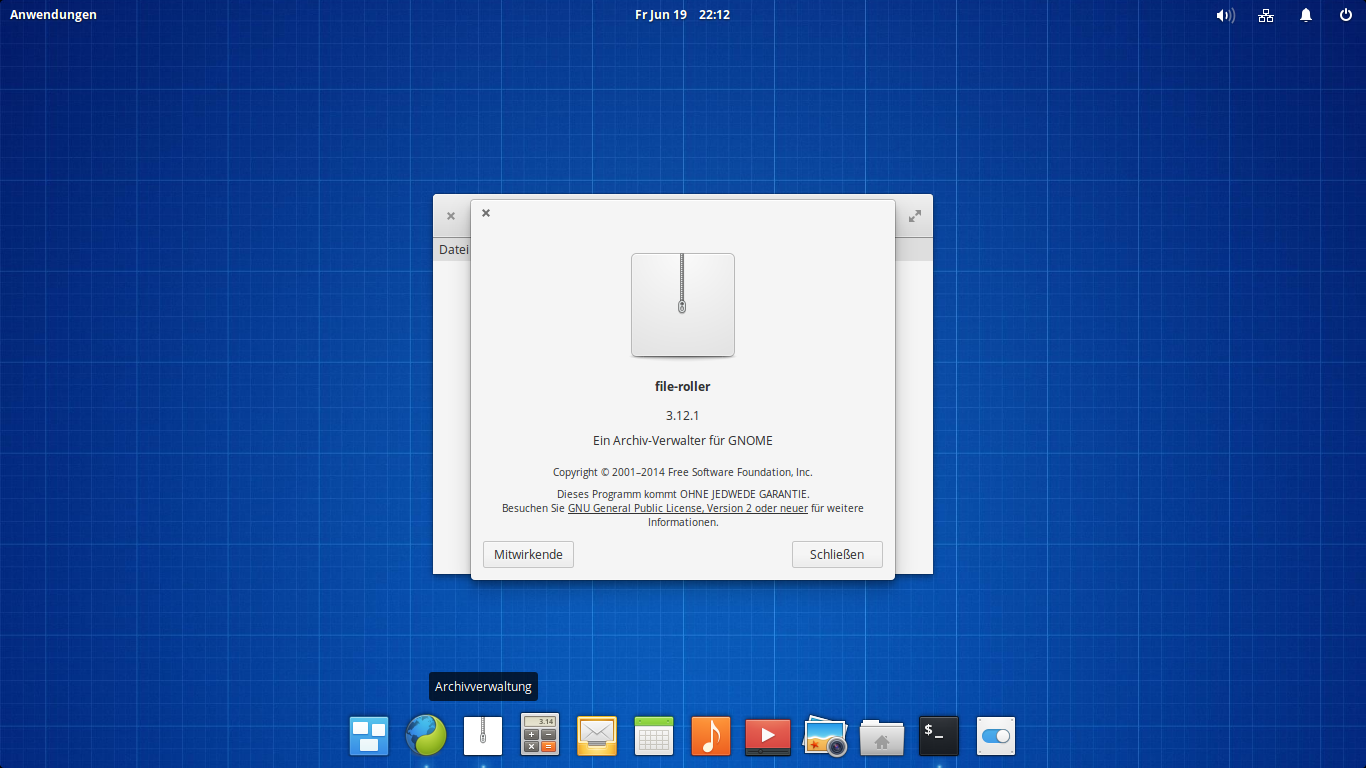 Anwendungen
Fr Jun 19 22:12
Datei
file-roller
3.12.1
Ein Archiv-Verwalter für GNOME
Copyright © 2001–2014 Free Software Foundation, Inc.
Dieses Programm kommt OHNE JEDWEDE GARANTIE.
Besuchen Sie GNU General Public License, Version 2 oder neuer für weitere
Informationen.
Mitwirkende
Schließen
Archivverwaltung
3.14
$_